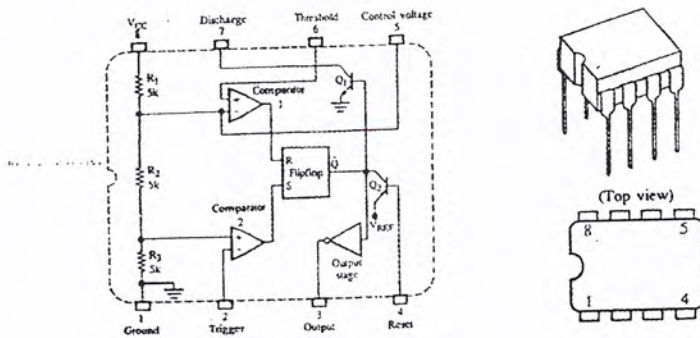 VCC
Discharge
7
Threshold
6
Control voltage
5
R1
5k
Comparator
1
Q1
R2
5k
R
Flipflop
S
Q̄
Q2
VREF
Comparator
2
Output
stage
R3
5k
1
Ground
2
Trigger
3
Output
4
Reset
(Top view)
8
5
1
4